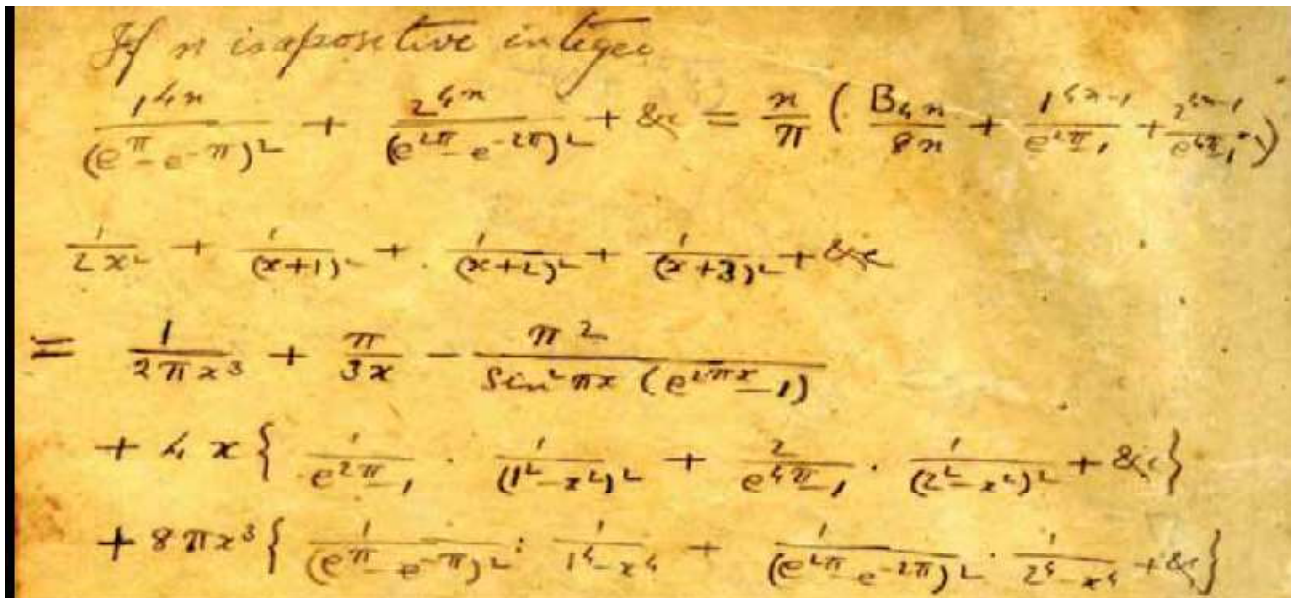 If n is a positive integer
1^{4n}/(e^π - e^{-π})^2 + 2^{4n}/(e^{2π} - e^{-2π})^2 + &c = n/π ( B_{4n}/8n + 1^{4n-1}/(e^{2π} - 1) + 2^{4n-1}/(e^{4π} - 1) )
1/2x^2 + 1/(x+1)^2 + 1/(x+2)^2 + 1/(x+3)^2 + &c
= 1/2πx^3 + π/3x - π^2/(Sin^2 πx (e^{2πx} - 1))
+ 4x { 1/(e^{2π} - 1) · 1/(1^2 - x^2)^2 + 2/(e^{4π} - 1) · 1/(2^2 - x^2)^2 + &c }
+ 8πx^3 { 1/(e^π - e^{-π})^2 · 1/(1^4 - x^4) + 1/(e^{2π} - e^{-2π})^2 · 1/(2^4 - x^4) + &c }